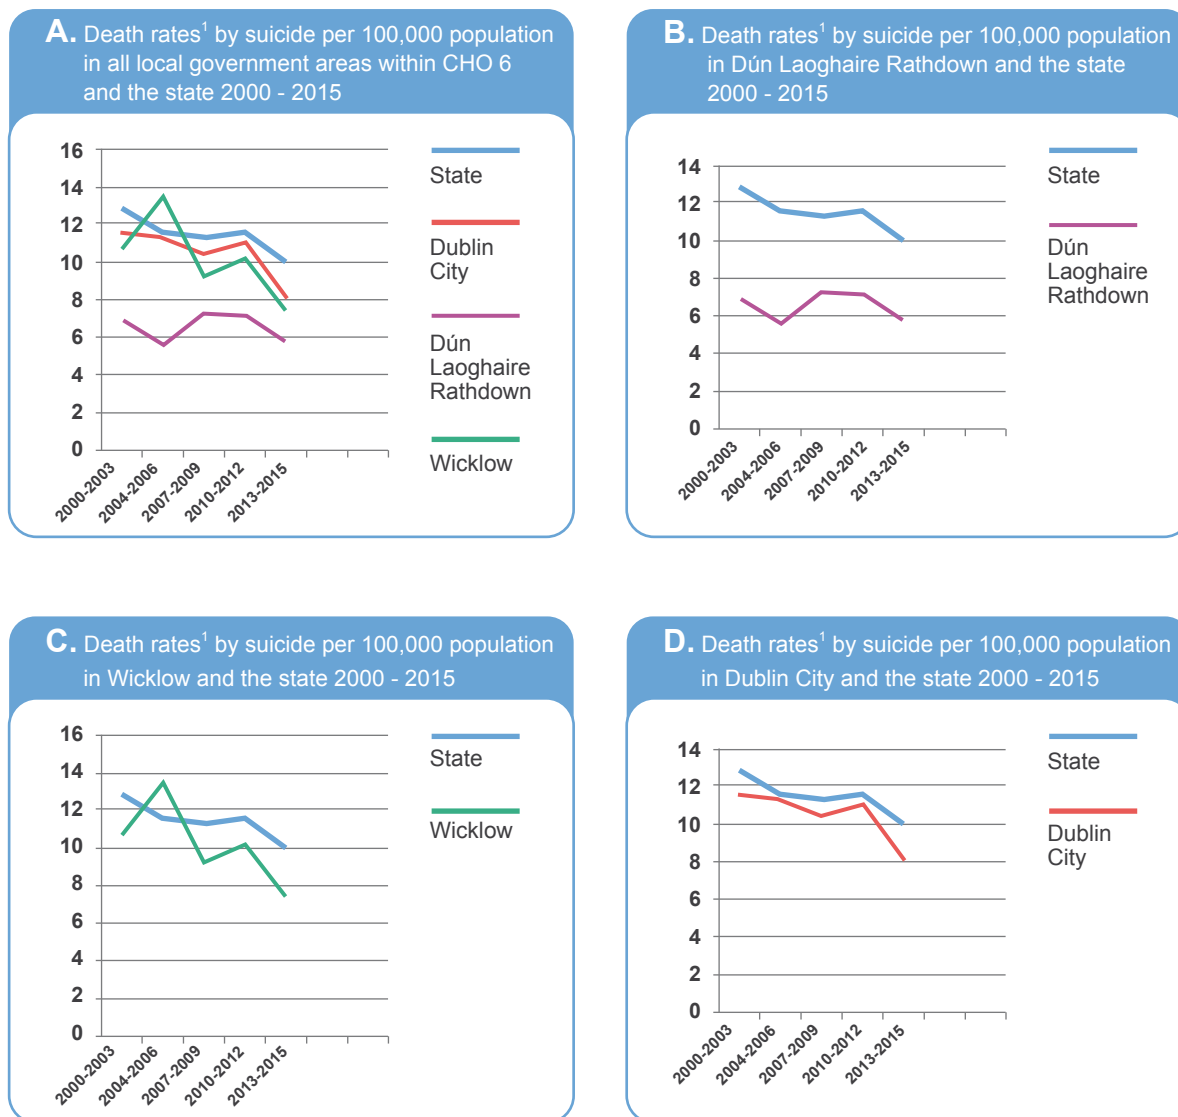 A. Death rates¹ by suicide per 100,000 population
in all local government areas within CHO 6
and the state 2000 - 2015
16
14
12
10
8
6
4
2
0
2000-2003
2004-2006
2007-2009
2010-2012
2013-2015
State
Dublin
City
Dún
Laoghaire
Rathdown
Wicklow
B. Death rates¹ by suicide per 100,000 population
in Dún Laoghaire Rathdown and the state
2000 - 2015
14
12
10
8
6
4
2
0
2000-2003
2004-2006
2007-2009
2010-2012
2013-2015
State
Dún
Laoghaire
Rathdown
C. Death rates¹ by suicide per 100,000 population
in Wicklow and the state 2000 - 2015
16
14
12
10
8
6
4
2
0
2000-2003
2004-2006
2007-2009
2010-2012
2013-2015
State
Wicklow
D. Death rates¹ by suicide per 100,000 population
in Dublin City and the state 2000 - 2015
14
12
10
8
6
4
2
0
2000-2003
2004-2006
2007-2009
2010-2012
2013-2015
State
Dublin
City